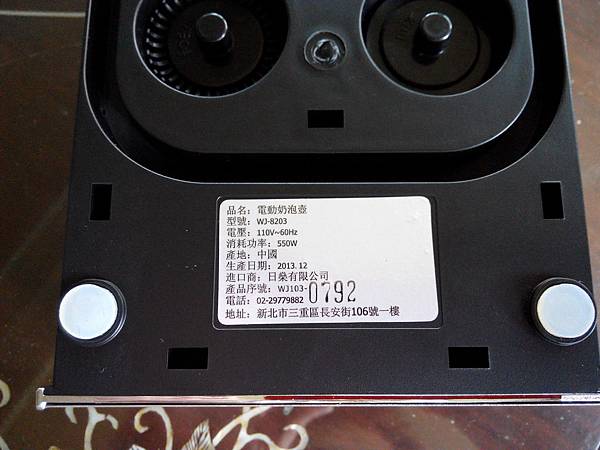 品名：電動奶泡壺
型號：WJ-8203
電壓：110V~60Hz
消耗功率：550W
產地：中國
生產日期：2013.12
進口商：日燊有限公司
產品序號：WJ103-0792
電話：02-29779882
地址：新北市三重區長安街106號一樓